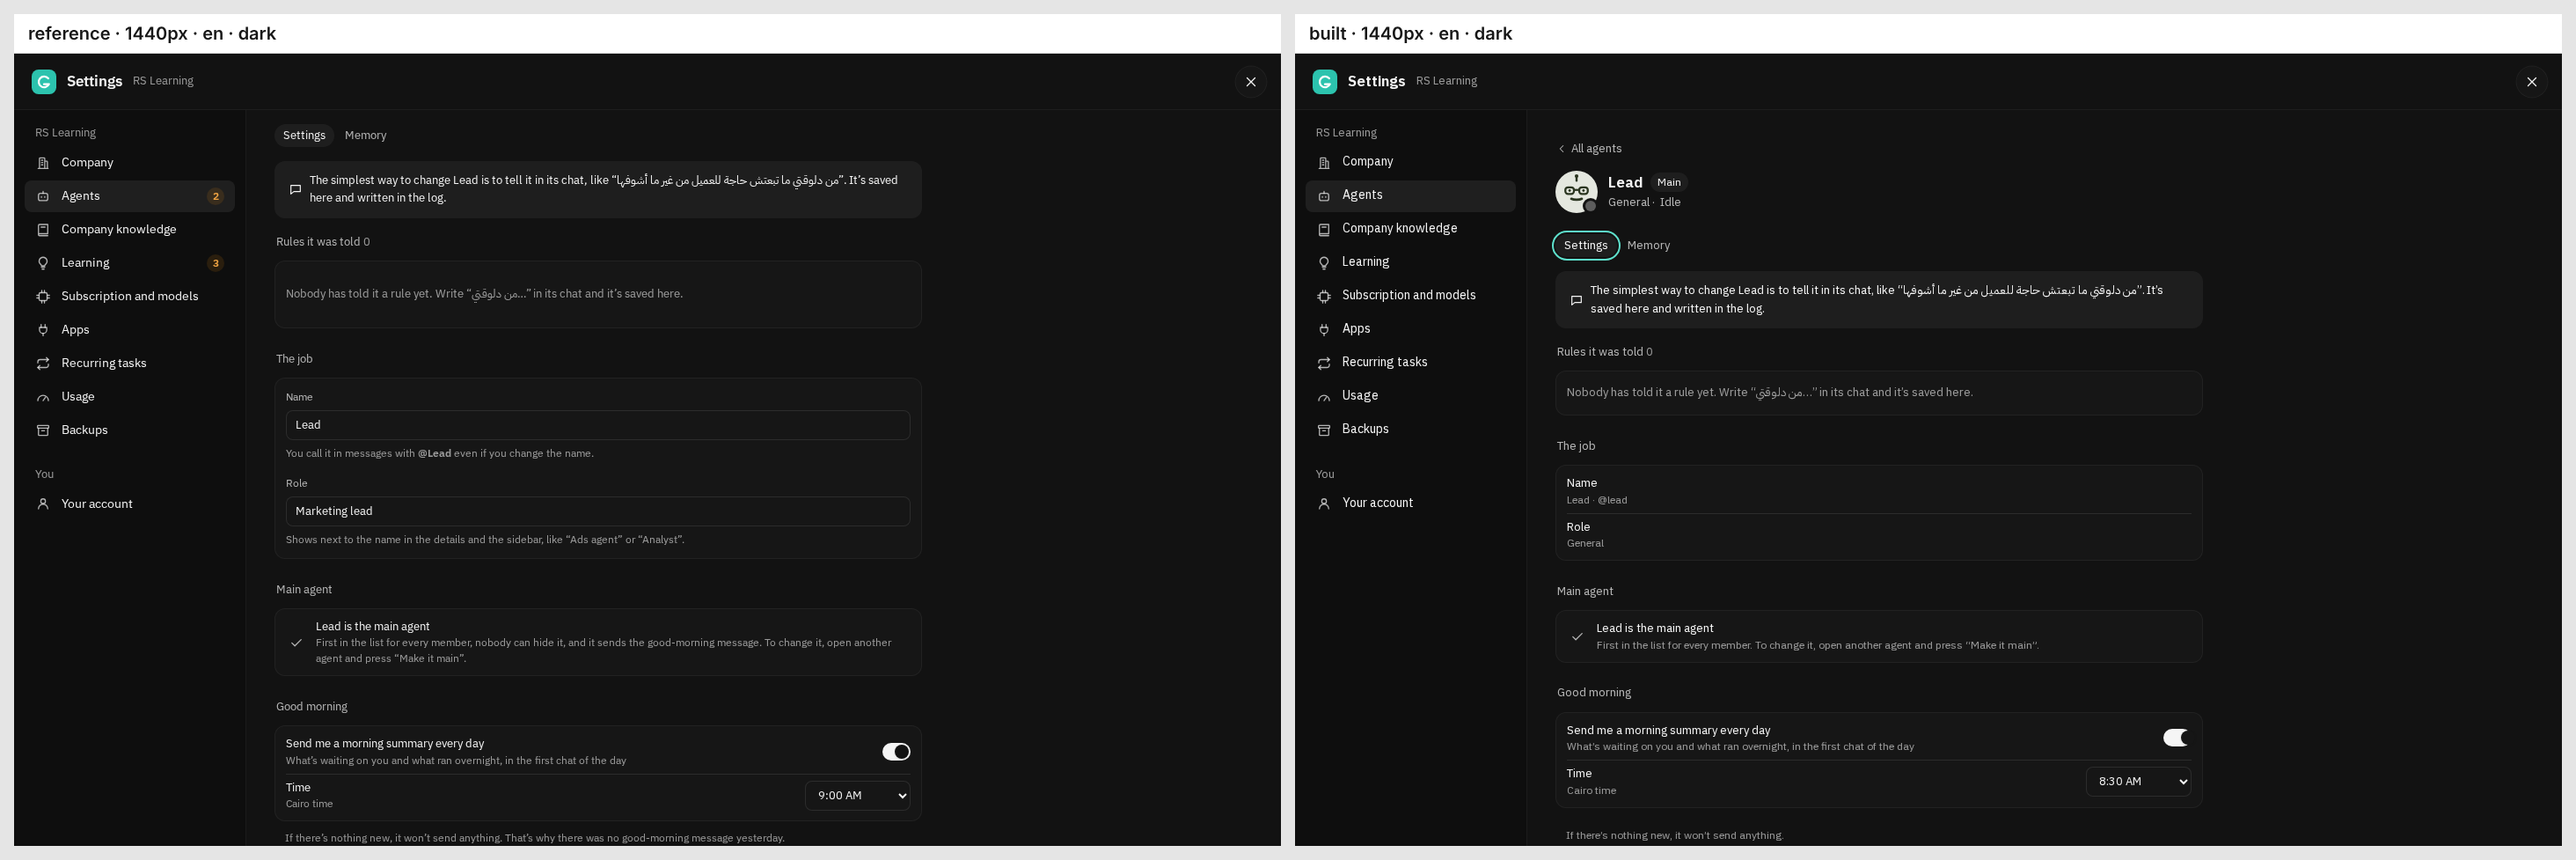 reference · 1440px · en · dark
Settings RS Learning
RS Learning
Company
Agents 2
Company knowledge
Learning 3
Subscription and models
Apps
Recurring tasks
Usage
Backups
You
Your account
Settings Memory
The simplest way to change Lead is to tell it in its chat, like “من دلوقتي ما تبعتش حاجة للعميل من غير ما أشوفها”. It’s saved
here and written in the log.
Rules it was told 0
Nobody has told it a rule yet. Write “من دلوقتي…” in its chat and it’s saved here.
The job
Name
Lead
You call it in messages with @Lead even if you change the name.
Role
Marketing lead
Shows next to the name in the details and the sidebar, like “Ads agent” or “Analyst”.
Main agent
Lead is the main agent
First in the list for every member, nobody can hide it, and it sends the good-morning message. To change it, open another
agent and press “Make it main”.
Good morning
Send me a morning summary every day
What’s waiting on you and what ran overnight, in the first chat of the day
Time
9:00 AM
Cairo time
If there’s nothing new, it won’t send anything. That’s why there was no good-morning message yesterday.
built · 1440px · en · dark
Settings RS Learning
RS Learning
Company
Agents
Company knowledge
Learning
Subscription and models
Apps
Recurring tasks
Usage
Backups
You
Your account
All agents
Lead Main
General · Idle
Settings Memory
The simplest way to change Lead is to tell it in its chat, like “من دلوقتي ما تبعتش حاجة للعميل من غير ما أشوفها”. It’s
saved here and written in the log.
Rules it was told 0
Nobody has told it a rule yet. Write “من دلوقتي…” in its chat and it’s saved here.
The job
Name
Lead · @lead
Role
General
Main agent
Lead is the main agent
First in the list for every member. To change it, open another agent and press “Make it main”.
Good morning
Send me a morning summary every day
What’s waiting on you and what ran overnight, in the first chat of the day
Time
8:30 AM
Cairo time
If there’s nothing new, it won’t send anything.